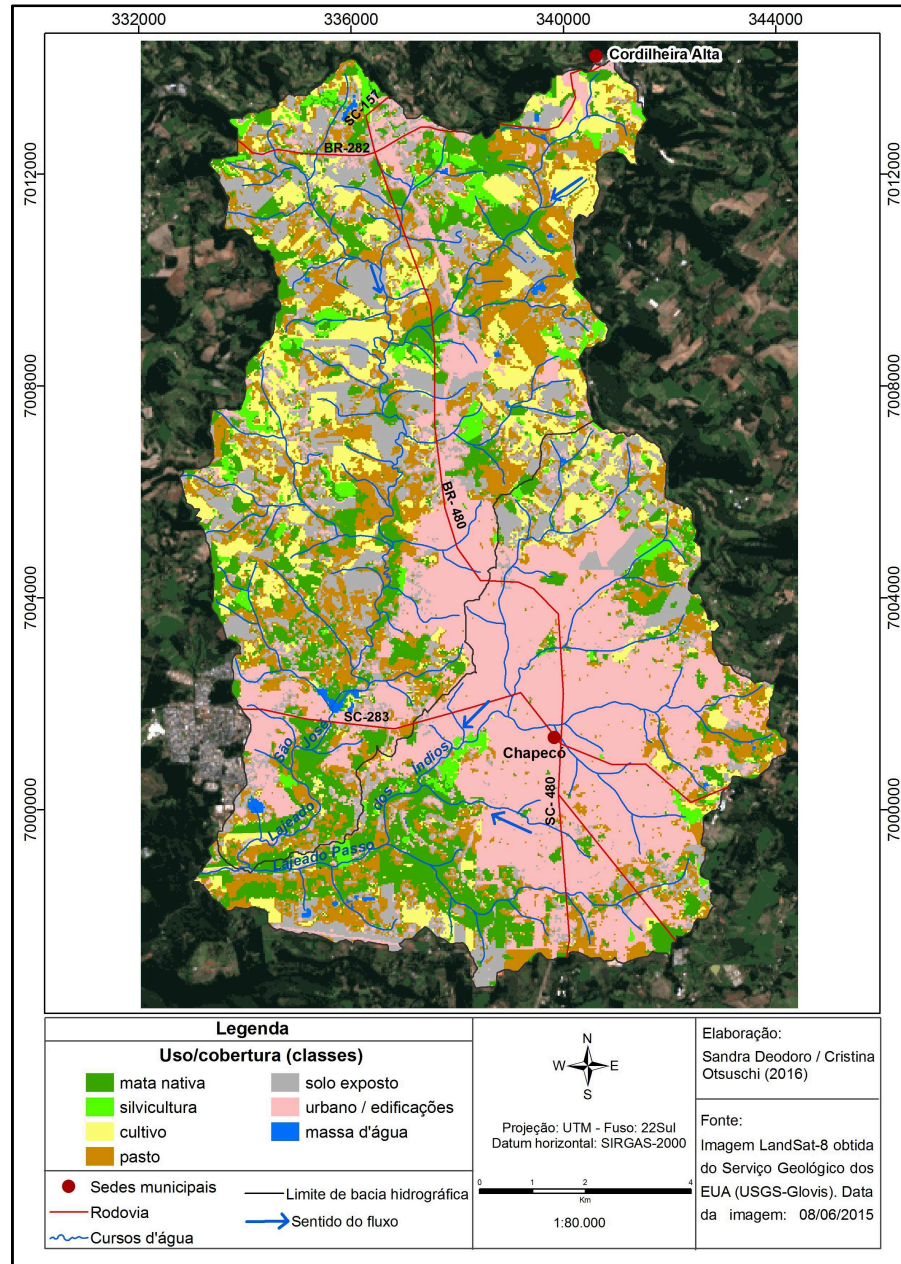 332000
336000
340000
344000
Cordilheira Alta
SC-157
BR-282
7012000
7012000
7008000
7008000
BR- 480
7004000
7004000
SC-283
São José
dos Índios
Chapecó
SC- 480
7000000
7000000
Lajeado
Lajeado Passo
Legenda
Uso/cobertura (classes)
mata nativa
silvicultura
cultivo
pasto
solo exposto
urbano / edificações
massa d'água
Sedes municipais
Rodovia
Cursos d'água
Limite de bacia hidrográfica
Sentido do fluxo
N
W
E
S
Projeção: UTM - Fuso: 22Sul
Datum horizontal: SIRGAS-2000
0 1 2 4
Km
1:80.000
Elaboração:
Sandra Deodoro / Cristina
Otsuschi (2016)
Fonte:
Imagem LandSat-8 obtida
do Serviço Geológico dos
EUA (USGS-Glovis). Data
da imagem: 08/06/2015